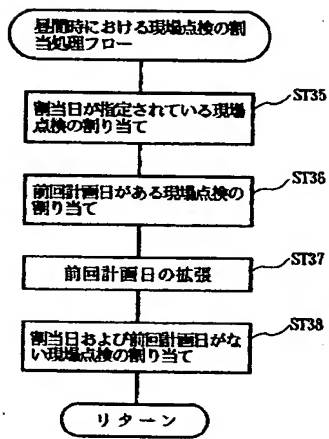 昼間時における現場点検の割
当処理フロー
ST35
割当日が指定されている現場
点検の割り当て
ST36
前回計画日がある現場点検の
割り当て
ST37
前回計画日の拡張
ST38
割当日および前回計画日がな
い現場点検の割り当て
リターン